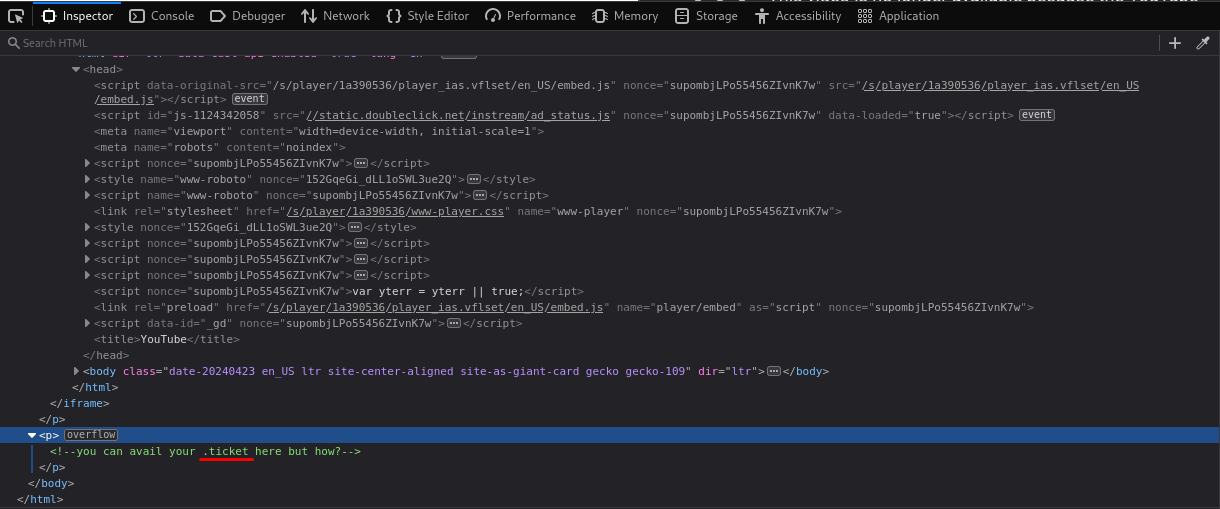 Inspector Console Debugger Network Style Editor Performance Memory Storage Accessibility Application
Search HTML
<head>
<script data-original-src="/s/player/1a390536/player_ias.vflset/en_US/embed.js" nonce="supombjLPo55456ZIvnK7w" src="/s/player/1a390536/player_ias.vflset/en_US
/embed.js"></script> event
<script id="js-1124342058" src="//static.doubleclick.net/instream/ad_status.js" nonce="supombjLPo55456ZIvnK7w" data-loaded="true"></script> event
<meta name="viewport" content="width=device-width, initial-scale=1">
<meta name="robots" content="noindex">
<script nonce="supombjLPo55456ZIvnK7w"></script>
<style name="www-roboto" nonce="152GqeGi_dLL1oSWL3ue2Q"></style>
<script name="www-roboto" nonce="supombjLPo55456ZIvnK7w"></script>
<link rel="stylesheet" href="/s/player/1a390536/www-player.css" name="www-player" nonce="supombjLPo55456ZIvnK7w">
<style nonce="152GqeGi_dLL1oSWL3ue2Q"></style>
<script nonce="supombjLPo55456ZIvnK7w"></script>
<script nonce="supombjLPo55456ZIvnK7w"></script>
<script nonce="supombjLPo55456ZIvnK7w"></script>
<script nonce="supombjLPo55456ZIvnK7w">var yterr = yterr || true;</script>
<link rel="preload" href="/s/player/1a390536/player_ias.vflset/en_US/embed.js" name="player/embed" as="script" nonce="supombjLPo55456ZIvnK7w">
<script data-id="_gd" nonce="supombjLPo55456ZIvnK7w"></script>
<title>YouTube</title>
</head>
<body class="date-20240423 en_US ltr site-center-aligned site-as-giant-card gecko gecko-109" dir="ltr"></body>
</html>
</iframe>
</p>
<p> overflow
<!--you can avail your .ticket here but how?-->
</p>
</body>
</html>